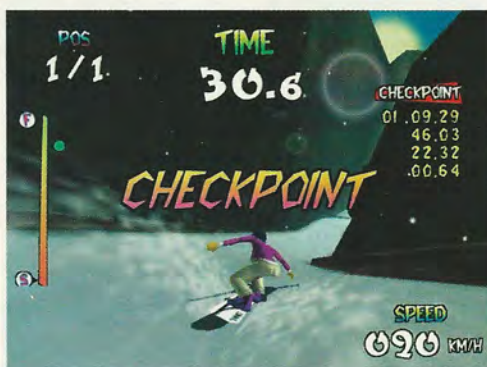 POS
1/1
TIME
30.6
CHECKPOINT
01.09.29
46.03
22.32
.00.64
F
CHECKPOINT
S
SPEED
020 KM/H